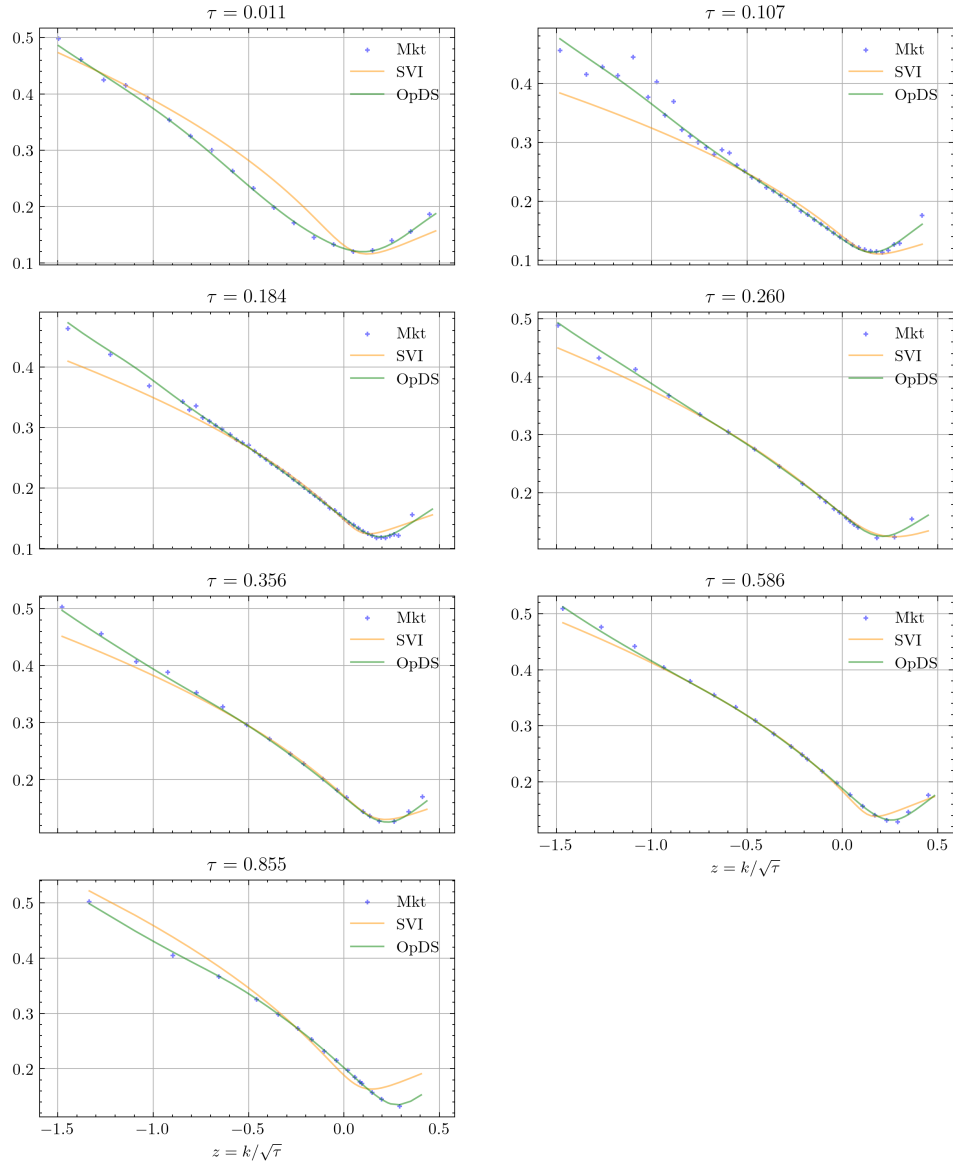 τ = 0.011
0.5
0.4
0.3
0.2
0.1
Mkt
SVI
OpDS
τ = 0.107
0.4
0.3
0.2
0.1
Mkt
SVI
OpDS
τ = 0.184
0.4
0.3
0.2
0.1
Mkt
SVI
OpDS
τ = 0.260
0.5
0.4
0.3
0.2
Mkt
SVI
OpDS
τ = 0.356
0.5
0.4
0.3
0.2
Mkt
SVI
OpDS
τ = 0.586
0.5
0.4
0.3
0.2
Mkt
SVI
OpDS
−1.5 −1.0 −0.5 0.0 0.5
z = k/√τ
τ = 0.855
0.5
0.4
0.3
0.2
Mkt
SVI
OpDS
−1.5 −1.0 −0.5 0.0 0.5
z = k/√τ